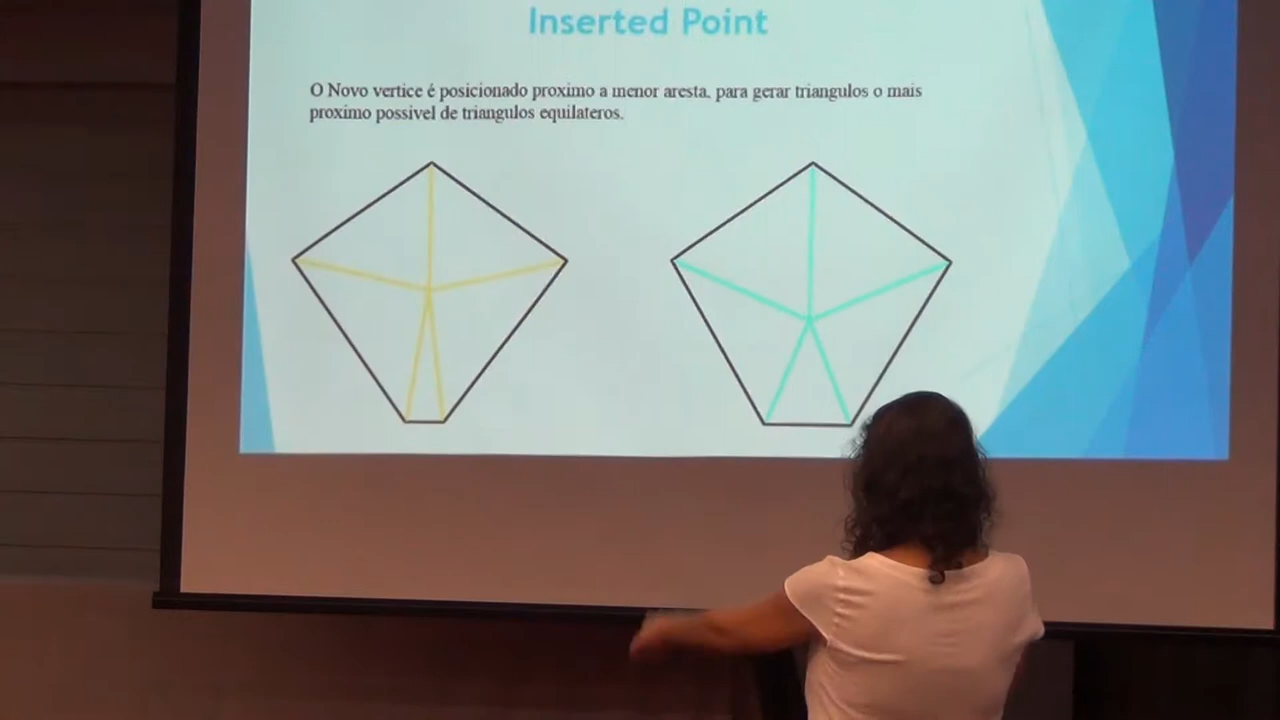 Inserted Point
O Novo vertice é posicionado proximo a menor aresta, para gerar triangulos o mais
proximo possivel de triangulos equilateros.